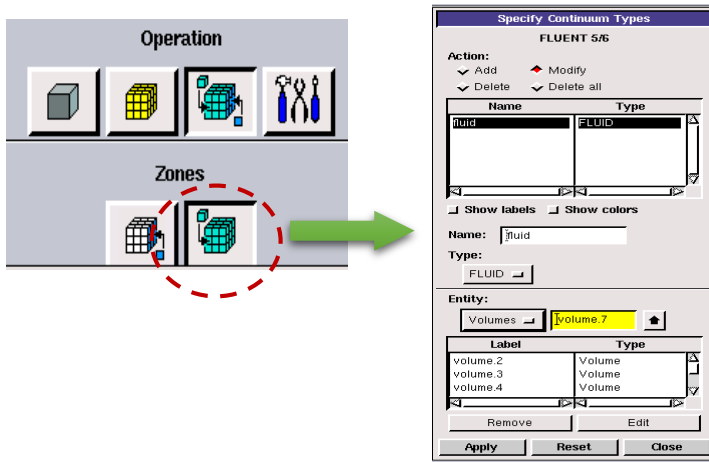 Operation
Zones
Specify Continuum Types
FLUENT 5/6
Action:
Add Modify
Delete Delete all
Name Type
fluid FLUID
Show labels Show colors
Name: fluid
Type:
FLUID
Entity:
Volumes volume.7
Label Type
volume.2 Volume
volume.3 Volume
volume.4 Volume
Remove Edit
Apply Reset Close